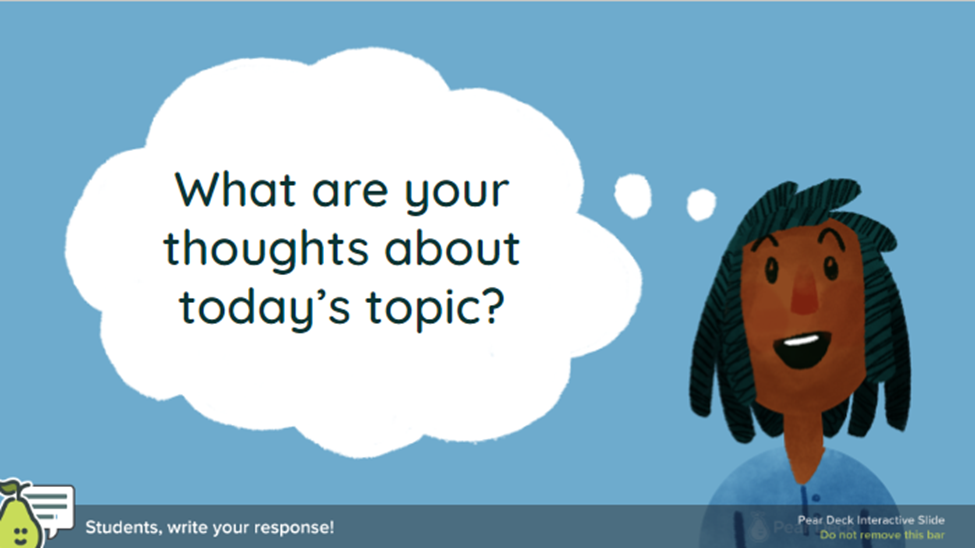 What are your
thoughts about
today's topic?
Students, write your response!
Pear Deck Interactive Slide
Do not remove this bar